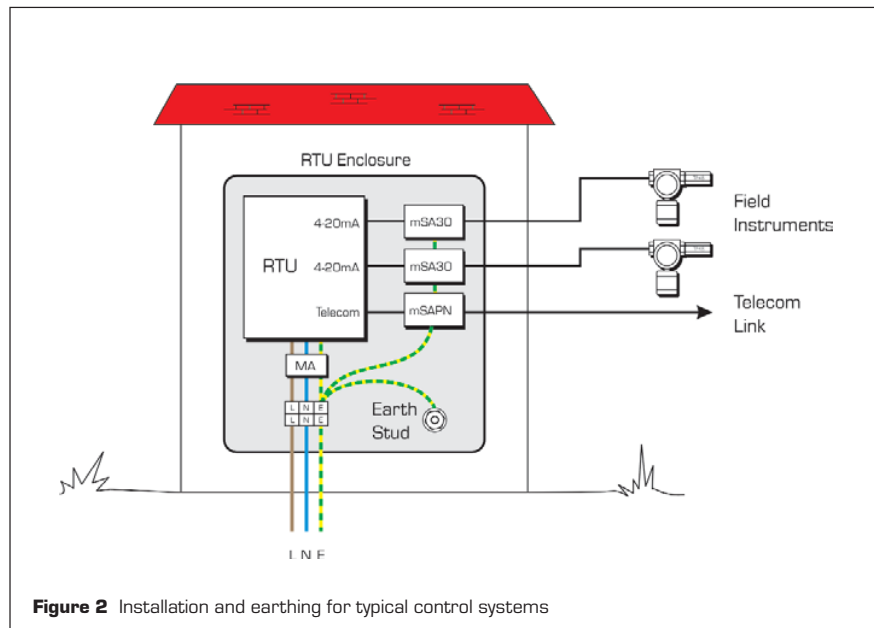 RTU Enclosure
4-20mA
mSA30
Field
Instruments
RTU
4-20mA
mSA30
Telecom
mSAPN
Telecom
Link
MA
L N E
L N C
Earth
Stud
L N E
Figure 2 Installation and earthing for typical control systems